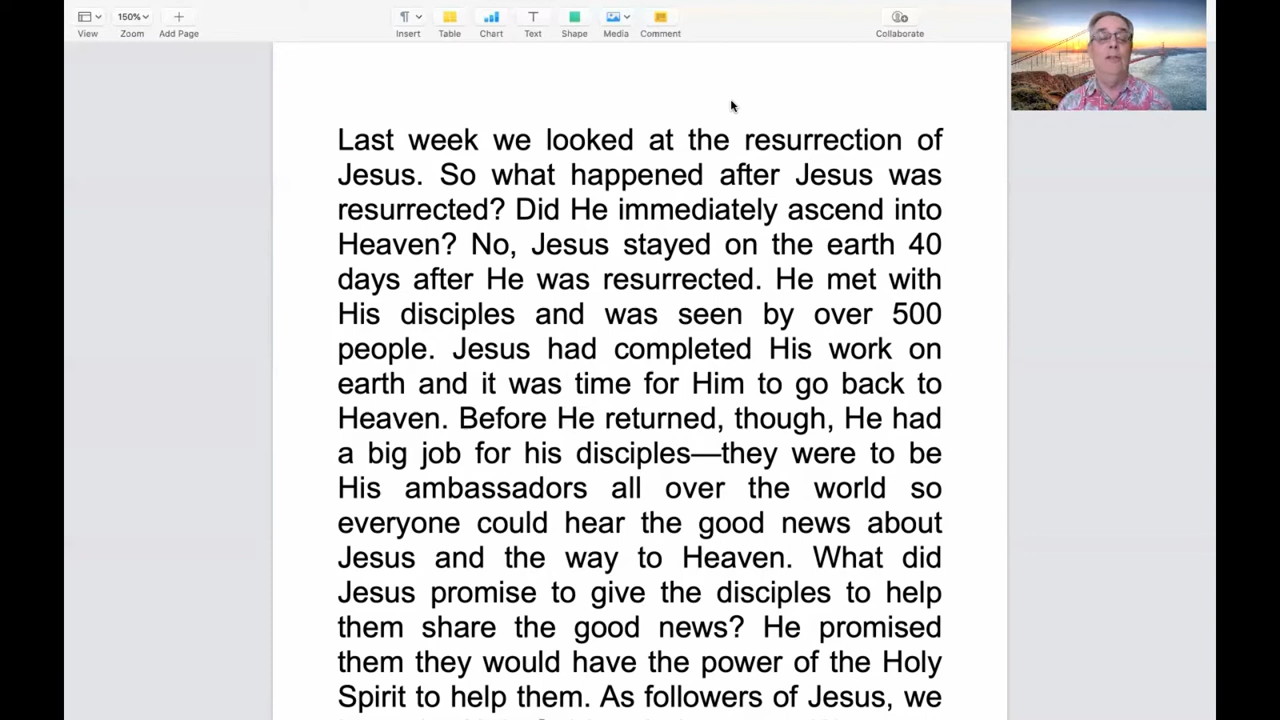 150%
View
Zoom
Add Page
Insert
Table
Chart
Text
Shape
Media
Comment
Collaborate
Last week we looked at the resurrection of
Jesus. So what happened after Jesus was
resurrected? Did He immediately ascend into
Heaven? No, Jesus stayed on the earth 40
days after He was resurrected. He met with
His disciples and was seen by over 500
people. Jesus had completed His work on
earth and it was time for Him to go back to
Heaven. Before He returned, though, He had
a big job for his disciples—they were to be
His ambassadors all over the world so
everyone could hear the good news about
Jesus and the way to Heaven. What did
Jesus promise to give the disciples to help
them share the good news? He promised
them they would have the power of the Holy
Spirit to help them. As followers of Jesus, we